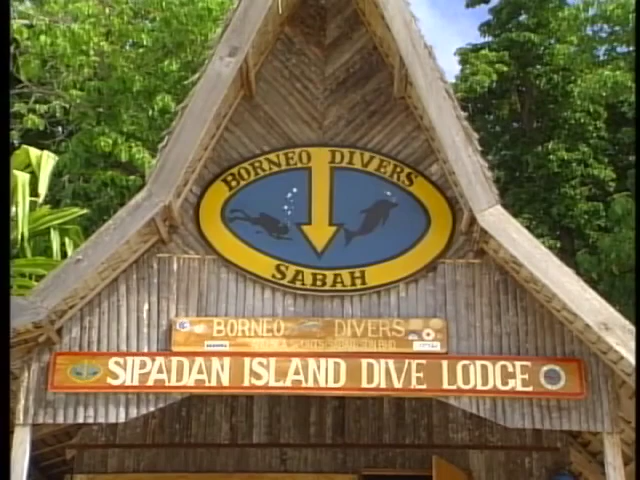 BORNEO DIVERS
SABAH
BORNEO DIVERS
SIPADAN ISLAND DIVE LODGE